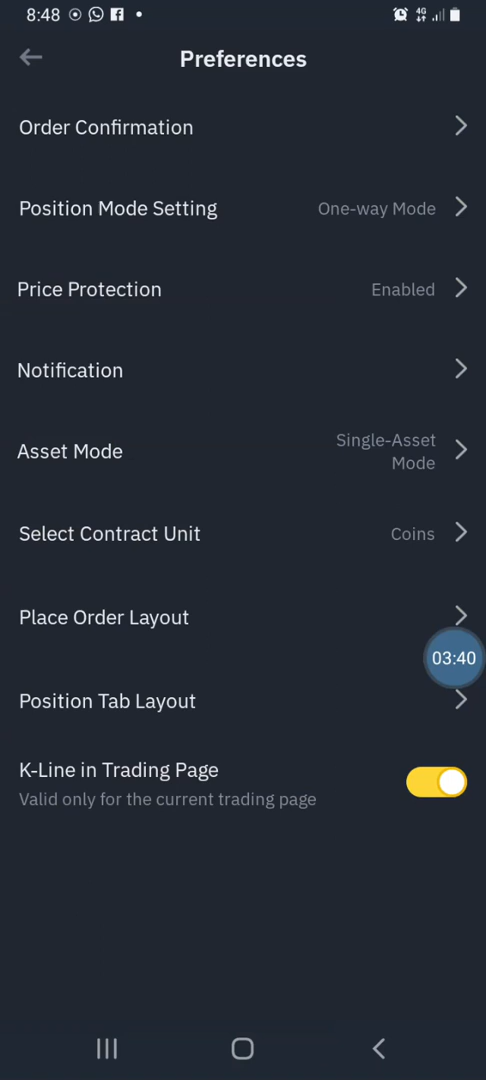 8:48
4G
Preferences
Order Confirmation
Position Mode Setting One-way Mode
Price Protection Enabled
Notification
Asset Mode Single-Asset
Mode
Select Contract Unit Coins
Place Order Layout
03:40
Position Tab Layout
K-Line in Trading Page
Valid only for the current trading page